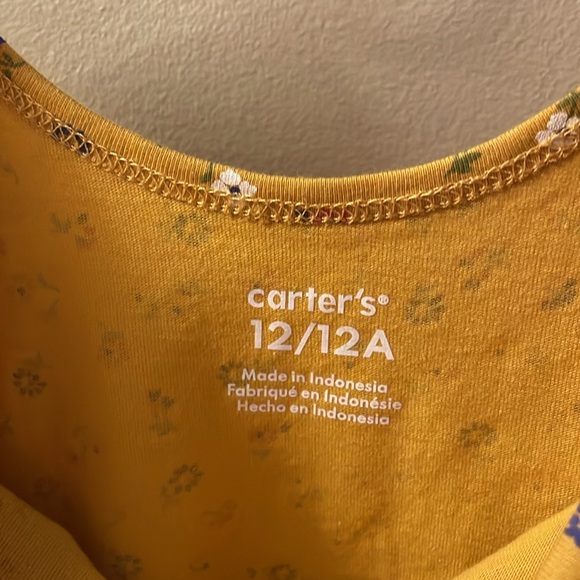 carter's®
12/12A
Made in Indonesia
Fabriqué en Indonésie
Hecho en Indonesia